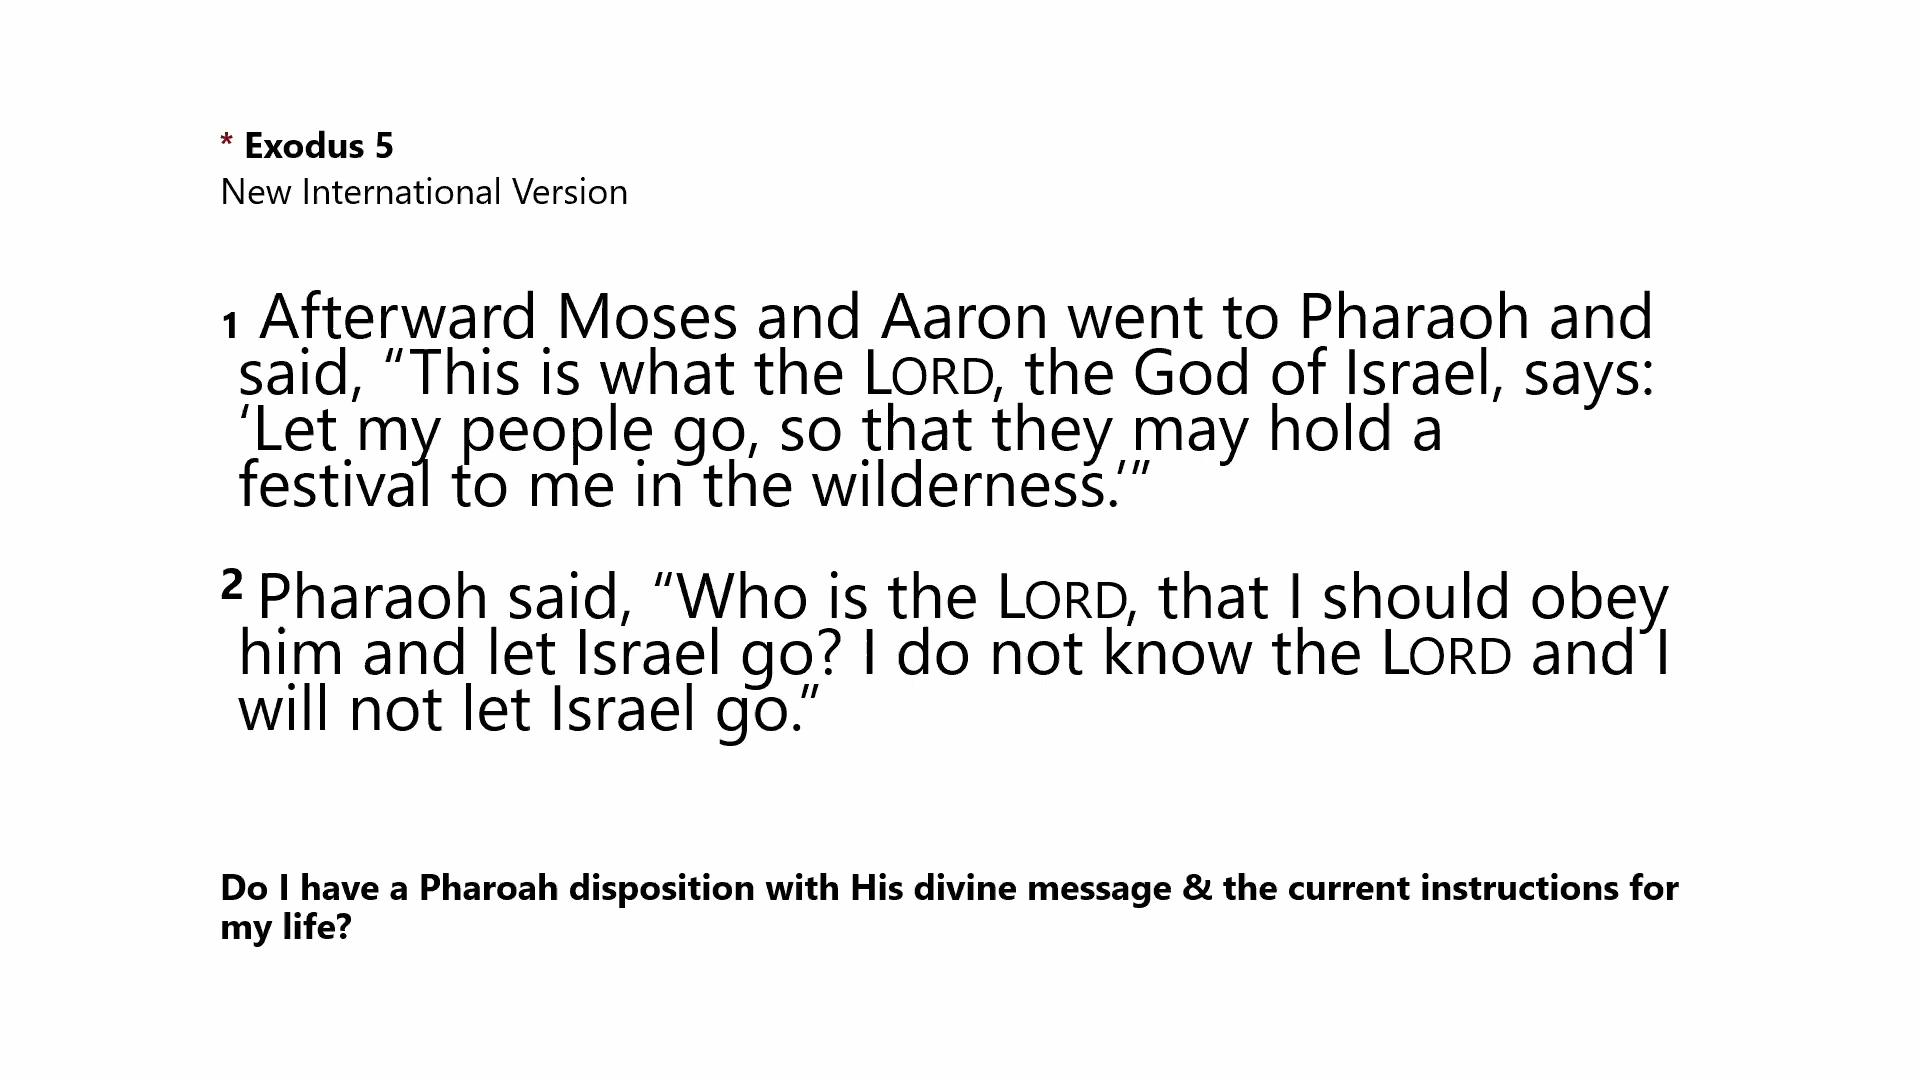 * Exodus 5
New International Version
1 Afterward Moses and Aaron went to Pharaoh and
said, “This is what the LORD, the God of Israel, says:
‘Let my people go, so that they may hold a
festival to me in the wilderness.’”
2 Pharaoh said, “Who is the LORD, that I should obey
him and let Israel go? I do not know the LORD and I
will not let Israel go.”
Do I have a Pharoah disposition with His divine message & the current instructions for
my life?